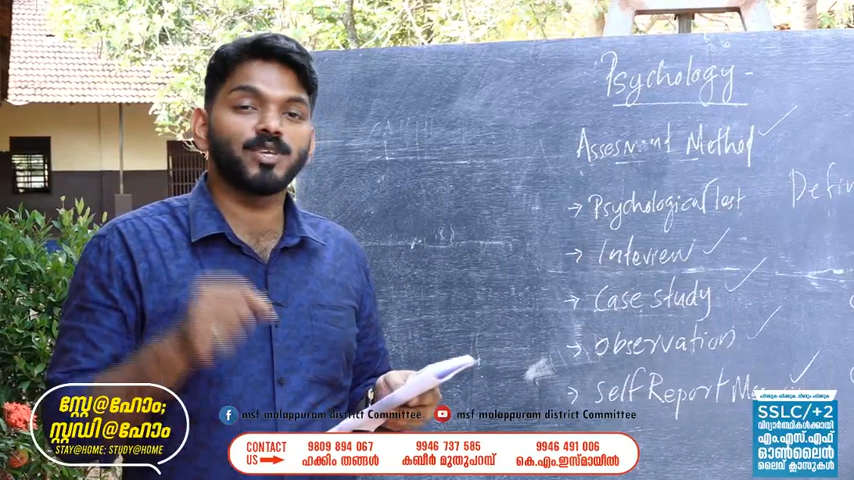 Psychology -
Assesment Method
→ Psychological test
Defin
→ Interview
→ Case study
→ Observation
→ Self Report
സ്റ്റേ@ഹോം;
സ്റ്റഡി@ഹോം
STAY@HOME: STUDY@HOME
msf malappuram district Committee
msf malappuram district Committee
CONTACT US
9809 894 067
ഹക്കിം തങ്ങൾ
9946 737 585
കബീർ മുതുപറമ്പ്
9946 491 006
കെ.എം.ഇസ്മായീൽ
SSLC/+2
വിദ്യാർത്ഥികൾക്കായി
എം.എസ്.എഫ്
ഓൺലൈൻ
ലൈവ് ക്ലാസുകൾ